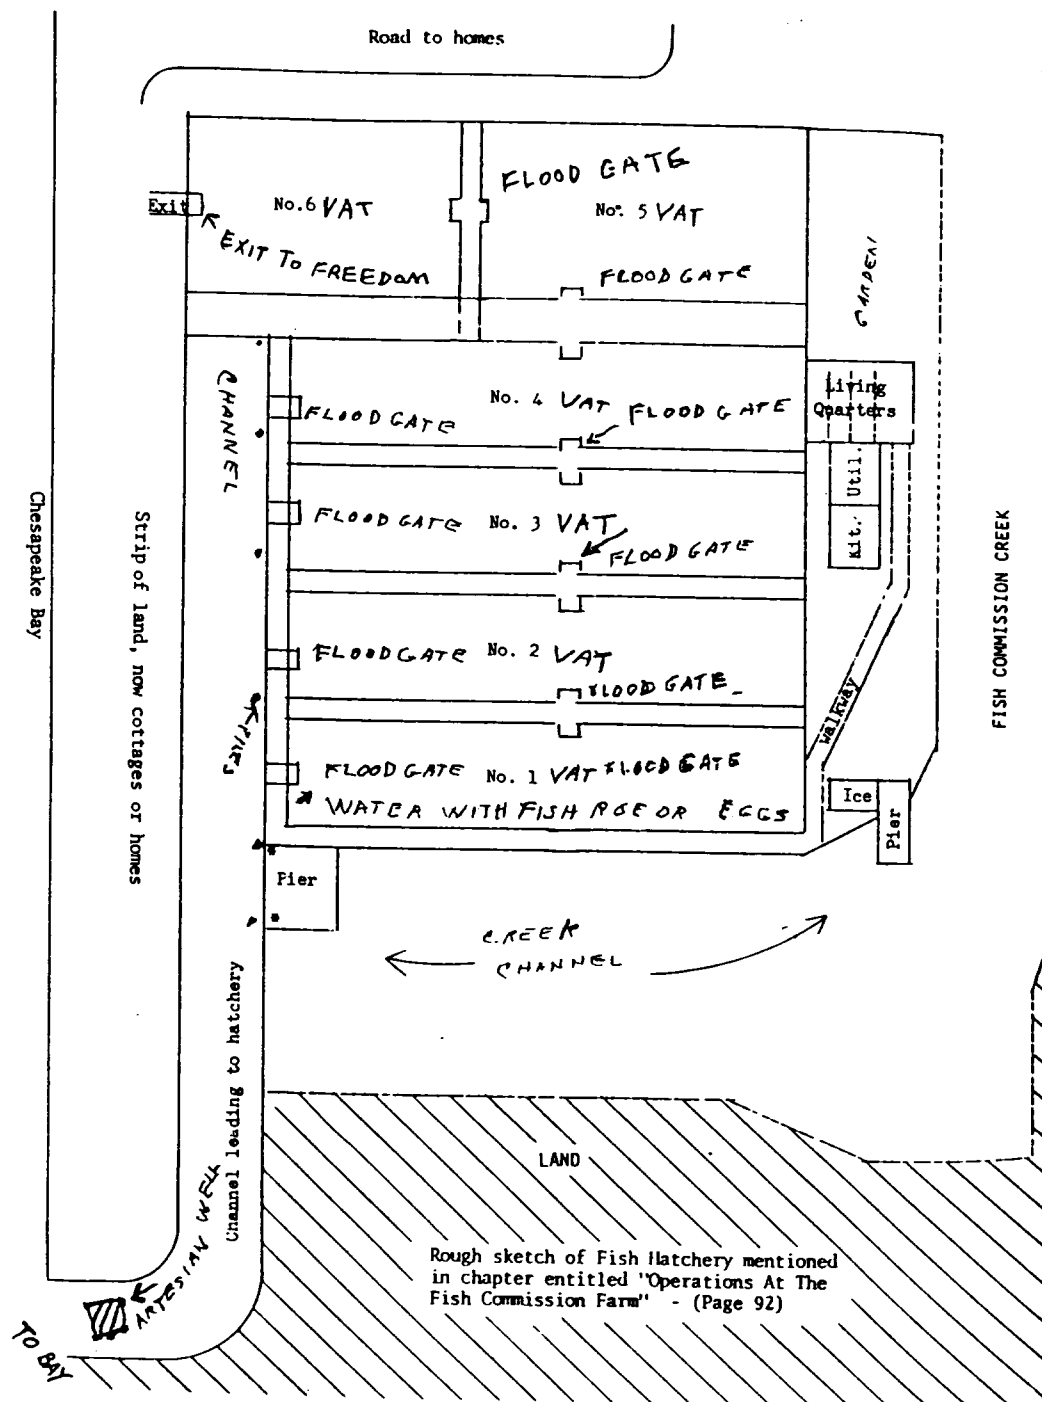 Road to homes
FLOOD GATE
Exit
No.6 VAT
No. 5 VAT
EXIT TO FREEDOM
FLOOD GATE
GARDEN
CHANNEL
Living
Quarters
No. 4 VAT
FLOOD GATE
FLOOD GATE
Util.
Chesapeake Bay
Strip of land, now cottages or homes
FLOOD GATE
No. 3 VAT
FLOOD GATE
Kit.
FISH COMMISSION CREEK
FLOOD GATE
No. 2 VAT
FLOOD GATE
Walkway
PILES
FLOOD GATE
No. 1 VAT FLOOD GATE
WATER WITH FISH ROE OR EGGS
Ice
Pier
Pier
CREEK
CHANNEL
Channel leading to hatchery
LAND
ARTESIAN WELL
TO BAY
Rough sketch of Fish Hatchery mentioned
in chapter entitled "Operations At The
Fish Commission Farm" - (Page 92)